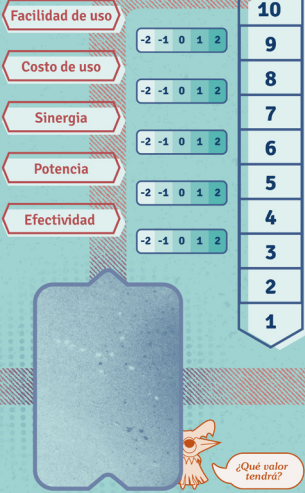 Facilidad de uso
-2 -1 0 1 2
Costo de uso
-2 -1 0 1 2
Sinergia
-2 -1 0 1 2
Potencia
-2 -1 0 1 2
Efectividad
-2 -1 0 1 2
10
9
8
7
6
5
4
3
2
1
¿Qué valor
tendrá?